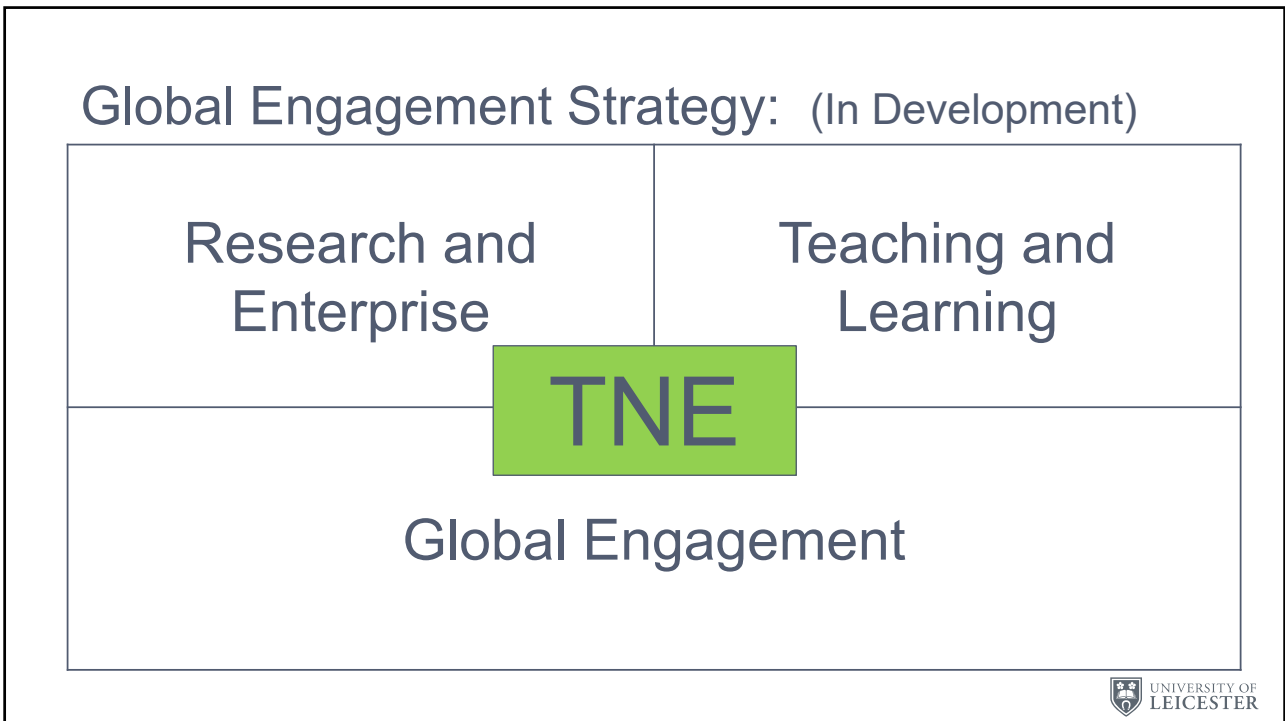 Global Engagement Strategy: (In Development)
Research and
Enterprise
Teaching and
Learning
TNE
Global Engagement
UNIVERSITY OF
LEICESTER